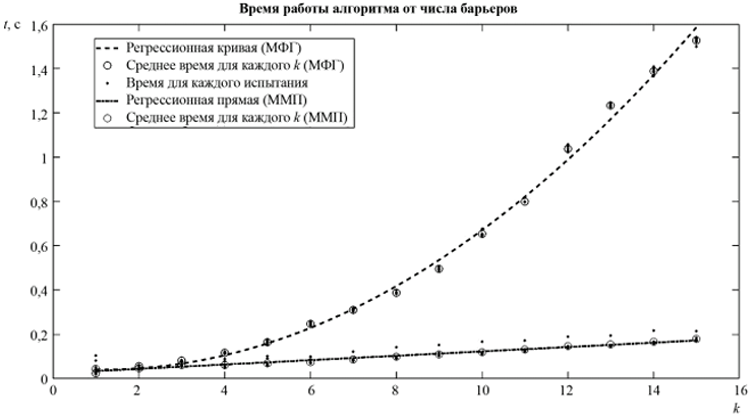 Время работы алгоритма от числа барьеров
t, с
1,6
1,4
1,2
1
0,8
0,6
0,4
0,2
0
Регрессионная кривая (МФГ)
Среднее время для каждого k (МФГ)
Время для каждого испытания
Регрессионная прямая (ММП)
Среднее время для каждого k (ММП)
0 2 4 6 8 10 12 14 16
k